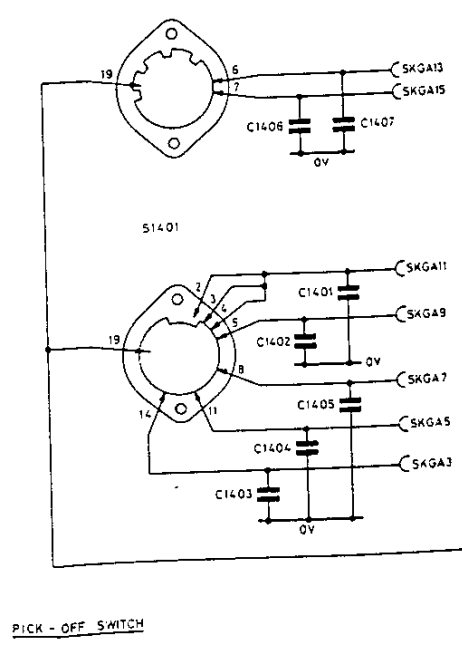 19
6
SKGA13
7
SKGA15
C1406
C1407
0V
S1401
2
3
4
5
SKGA11
C1401
SKGA9
C1402
19
0V
8
SKGA7
C1405
14
11
SKGA5
C1404
SKGA3
C1403
0V
PICK - OFF SWITCH